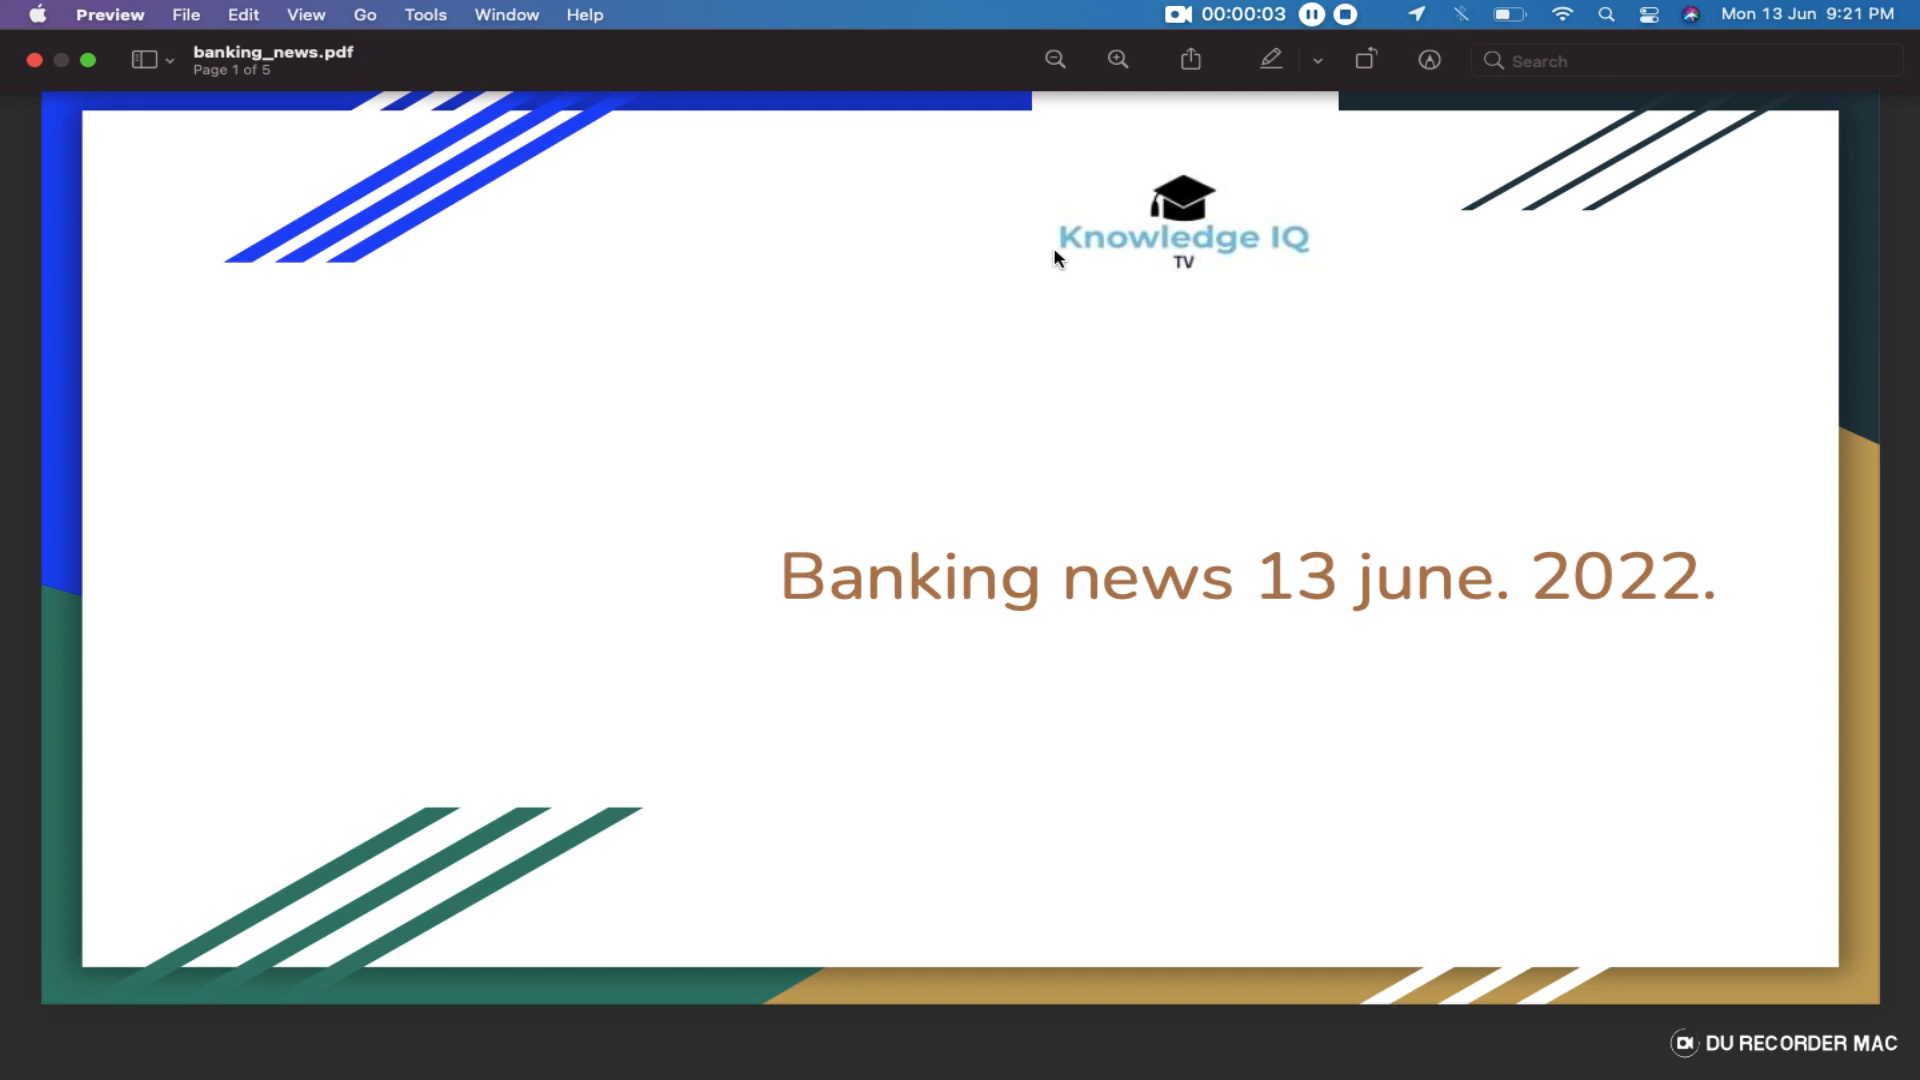 Preview File Edit View Go Tools Window Help 00:00:03 Mon 13 Jun 9:21 PM
banking_news.pdf
Page 1 of 5
Search
Knowledge IQ
TV
Banking news 13 june. 2022.
DU RECORDER MAC